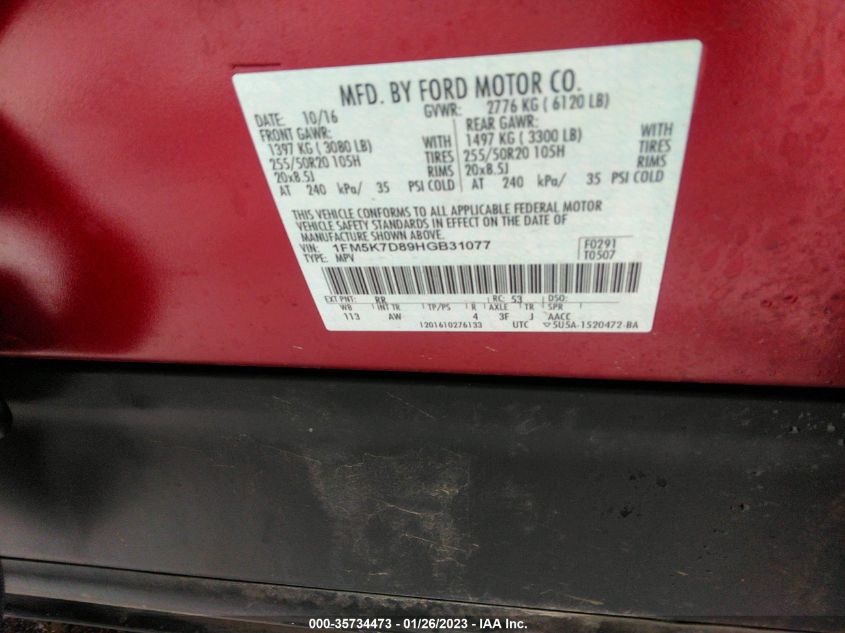 MFD. BY FORD MOTOR CO.
DATE: 10/16 GVWR: 2776 KG ( 6120 LB)
FRONT GAWR: REAR GAWR:
1397 KG ( 3080 LB) WITH 1497 KG ( 3300 LB) WITH
255/50R20 105H TIRES 255/50R20 105H TIRES
20x8.5J RIMS 20x8.5J RIMS
AT 240 kPa/ 35 PSI COLD AT 240 kPa/ 35 PSI COLD
THIS VEHICLE CONFORMS TO ALL APPLICABLE FEDERAL MOTOR
VEHICLE SAFETY STANDARDS IN EFFECT ON THE DATE OF
MANUFACTURE SHOWN ABOVE.
VIN: 1FM5K7D89HGB31077 F0291
TYPE: MPV T0507
EXT PNT: RR RC: 53 DSO:
WB INT TR TP/PS R AXLE TR SPR
113 AW 4 3F J AACC
1201610276133 UTC ▽5U5A-1520472-BA
000-35734473 - 01/26/2023 - IAA Inc.